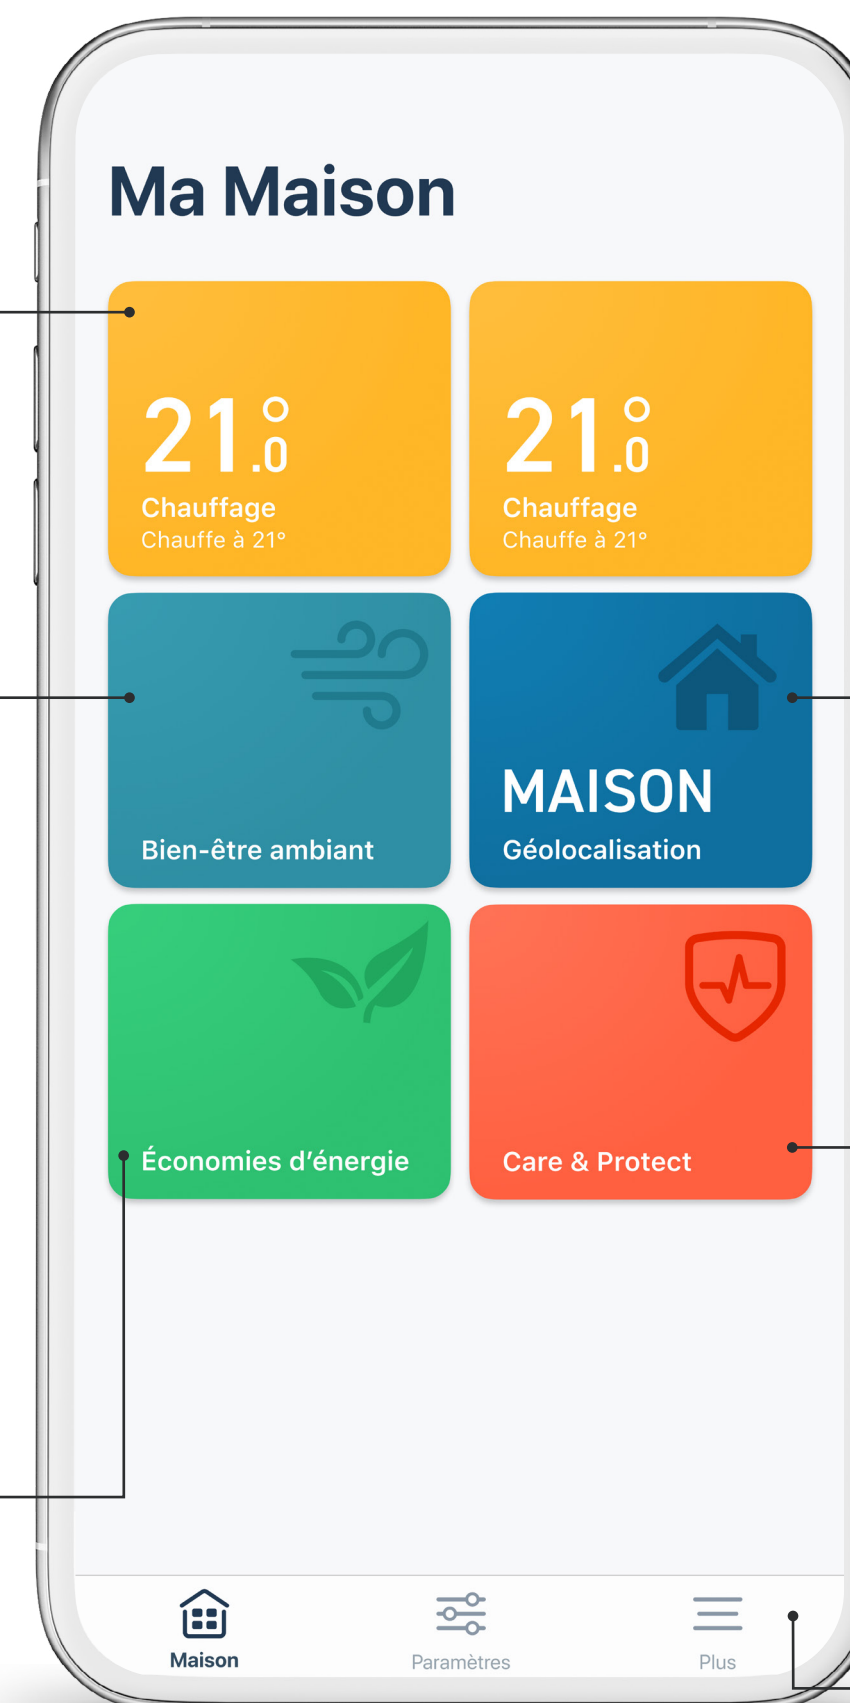 Ma Maison
21.0°
Chauffage
Chauffe à 21°
21.0°
Chauffage
Chauffe à 21°
Bien-être ambiant
MAISON
Géolocalisation
Économies d’énergie
Care & Protect
Maison
Paramètres
Plus